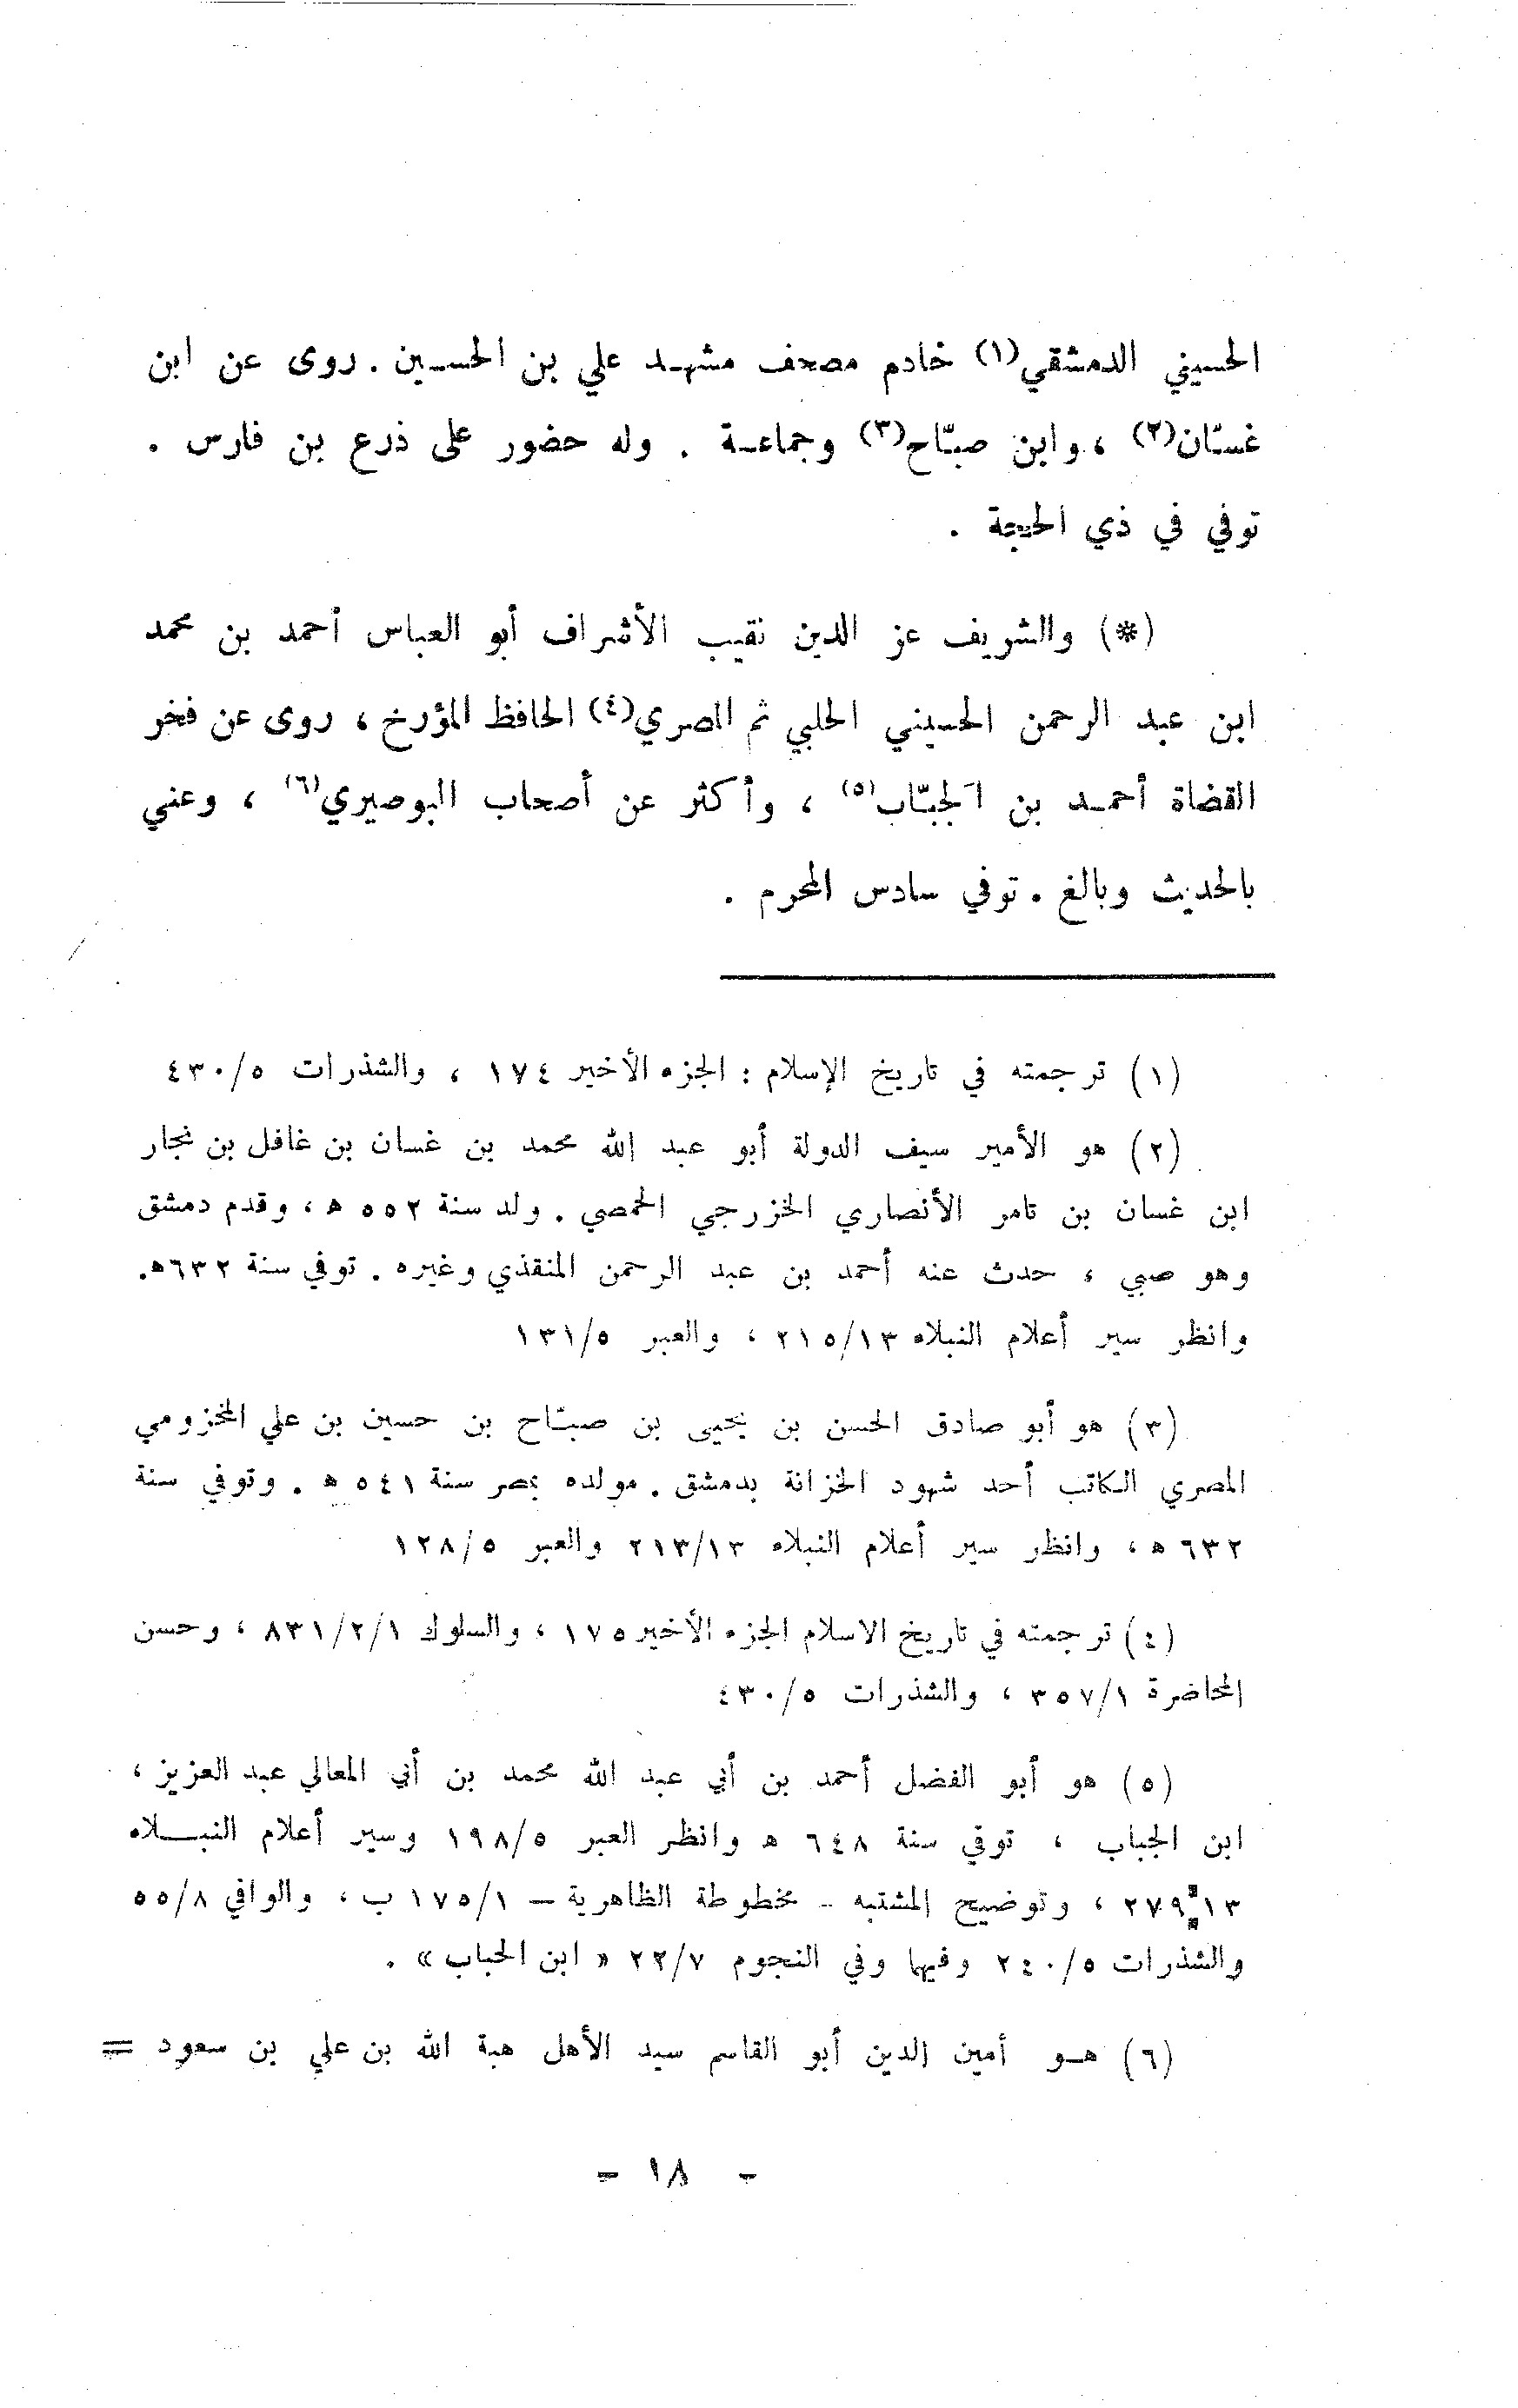 الحسيني الدمشقي(١) خادم مصحف مشهـد علي بن الحسـين . روى عن ابن
غسّان(٢) ، وابن صبّاح(٣) وجماعـة . وله حضور على ذرع بن فارس .
توفي في ذي الحجة .
(*) والشريف عز الدين نقيب الأشراف أبو العباس أحمد بن محمد
ابن عبد الرحمن الحسيني الحلبي ثم المصري(٤) الحافظ المؤرخ ، روى عن فخر
القضاة أحمـد بن الجبّاب(٥) ، وأكثر عن أصحاب البوصيري(٦) ، وعني
بالحديث وبالغ . توفي سادس المحرم .
(١) ترجمته في تاريخ الإسلام : الجزء الأخير ١٧٤ ، والشذرات ٤٣٠/٥
(٢) هو الأمير سيف الدولة أبو عبد الله محمد بن غسان بن غافل بن نجار
ابن غسان بن تامر الأنصاري الخزرجي الحمصي . ولد سنة ٥٥٢ هـ ، وقدم دمشق
وهو صبي ، حدث عنه أحمد بن عبد الرحمن المنقذي وغيره . توفي سنة ٦٣٢هـ.
وانظر سير أعلام النبلاء ٢١٥/١٣ ، والعبر ١٣١/٥
(٣) هو أبو صادق الحسن بن يحيى بن صبّاح بن حسين بن علي المخزومي
المصري الكاتب أحد شهود الخزانة بدمشق . مولده بمصر سنة ٥٤١ هـ . وتوفي سنة
٦٣٢ هـ ، وانظر سير أعلام النبلاء ٢١٣/١٣ والعبر ١٢٨/٥
(٤) ترجمته في تاريخ الاسلام الجزء الأخير ١٧٥ ، والسلوك ٨٣١/٢/١ ، وحسن
المحاضرة ٣٥٧/١ ، والشذرات ٤٣٠/٥
(٥) هو أبو الفضل أحمد بن أبي عبد الله محمد بن أبي المعالي عبد العزيز ،
ابن الجباب ، توفي سنة ٦٤٨ هـ وانظر العبر ١٩٨/٥ وسير أعلام النبـــلاء
٢٧٩/١٣ ، وتوضيح المشتبه - مخطوطة الظاهرية – ١٧٥/١ ب ، والوافي ٥٥/٨
والشذرات ٢٤٠/٥ وفيها وفي النجوم ٢٢/٧ « ابن الحباب » .
(٦) هـو أمين الدين أبو القاسم سيد الأهل هبة الله بن علي بن سعود =
- ١٨ -